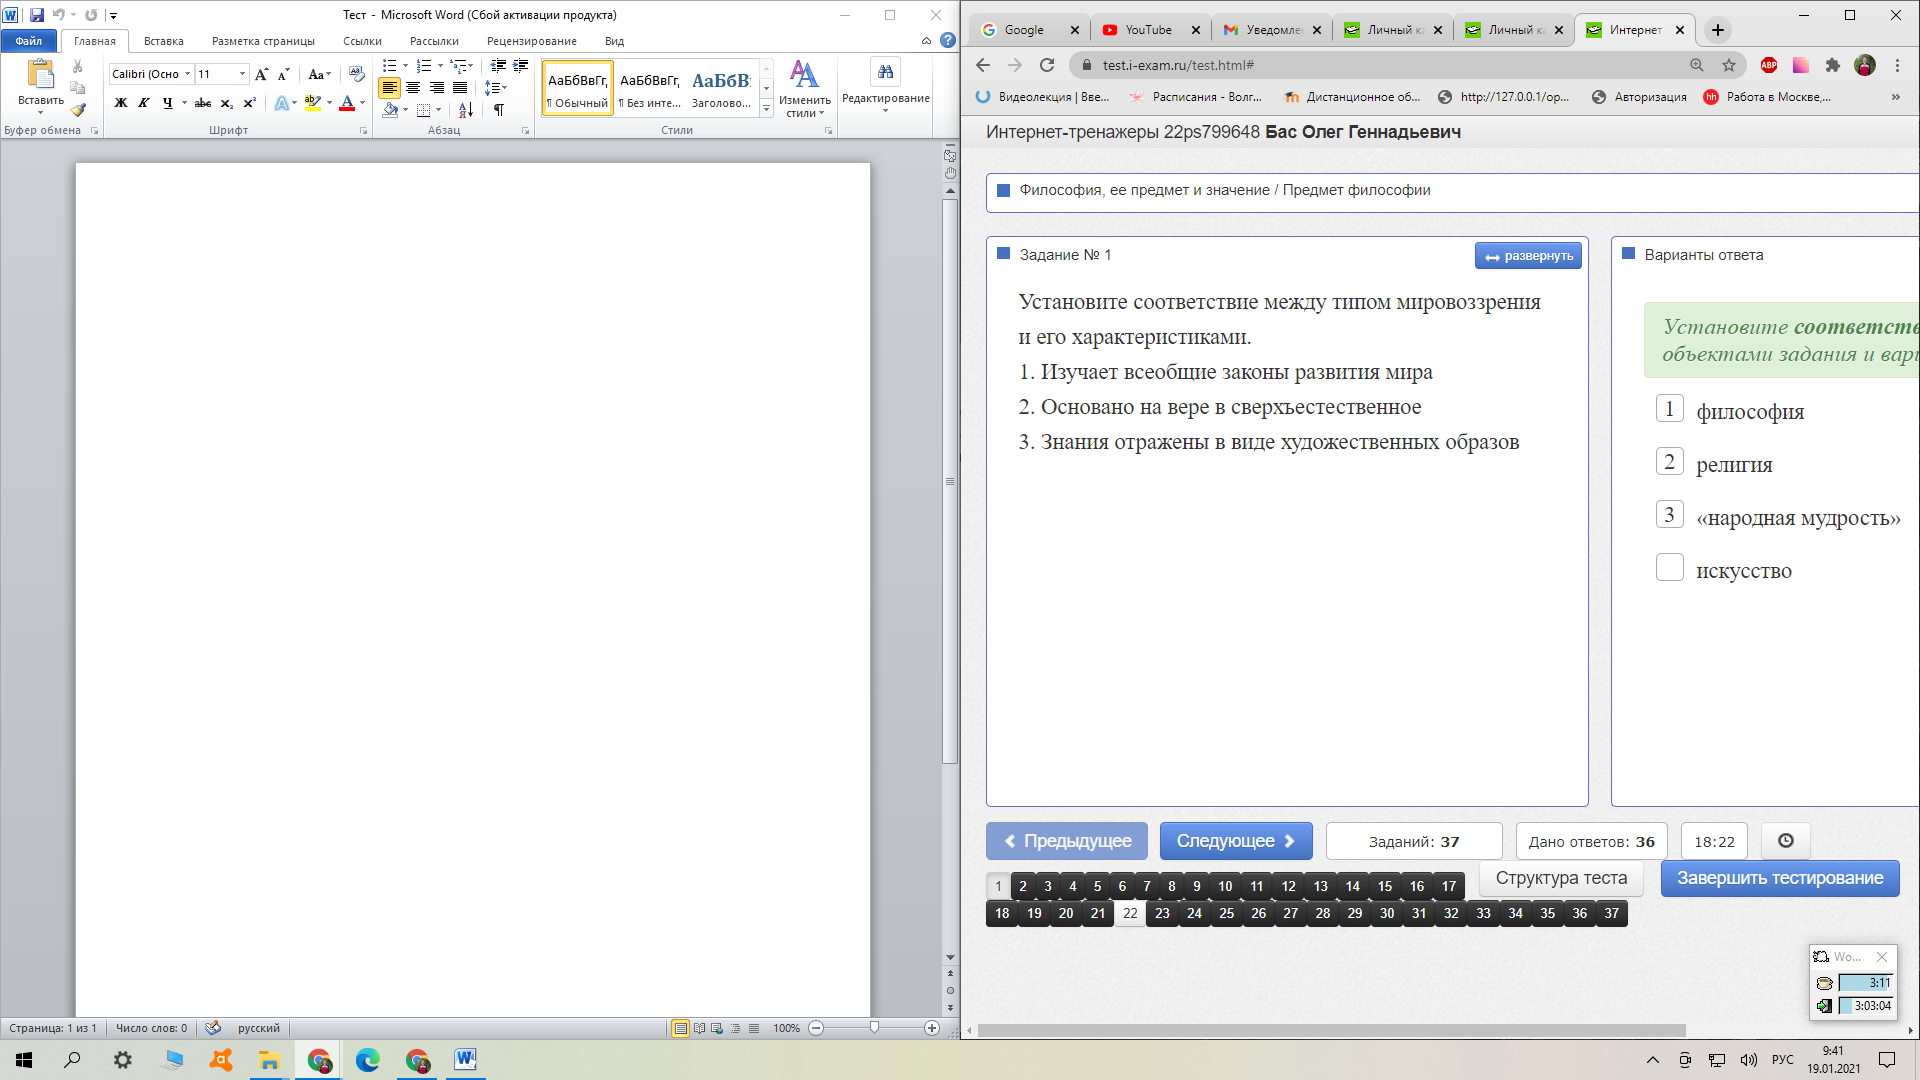 Тест - Microsoft Word (Сбой активации продукта)
Файл Главная Вставка Разметка страницы Ссылки Рассылки Рецензирование Вид
Вставить
Calibri (Осно 11
Буфер обмена Шрифт Абзац Стили
АаБбВвГг, АаБбВвГг, АаБбВ
¶ Обычный ¶ Без инте... Заголово...
Изменить стили
Редактирование
Страница: 1 из 1 Число слов: 0 русский 100%
Google YouTube Уведомле Личный ка Личный ка Интернет
test.i-exam.ru/test.html#
Видеолекция | Вве... Расписания - Волг... Дистанционное об... http://127.0.0.1/op... Авторизация Работа в Москве,... »
Интернет-тренажеры 22ps799648 Бас Олег Геннадьевич
Философия, ее предмет и значение / Предмет философии
Задание № 1
развернуть
Установите соответствие между типом мировоззрения
и его характеристиками.
1. Изучает всеобщие законы развития мира
2. Основано на вере в сверхъестественное
3. Знания отражены в виде художественных образов
Варианты ответа
Установите соответств
объектами задания и вари
1 философия
2 религия
3 «народная мудрость»
искусство
Предыдущее Следующее Заданий: 37 Дано ответов: 36 18:22
1 2 3 4 5 6 7 8 9 10 11 12 13 14 15 16 17
Структура теста Завершить тестирование
18 19 20 21 22 23 24 25 26 27 28 29 30 31 32 33 34 35 36 37
Wo...
3:11
3:03:04
РУС
9:41
19.01.2021